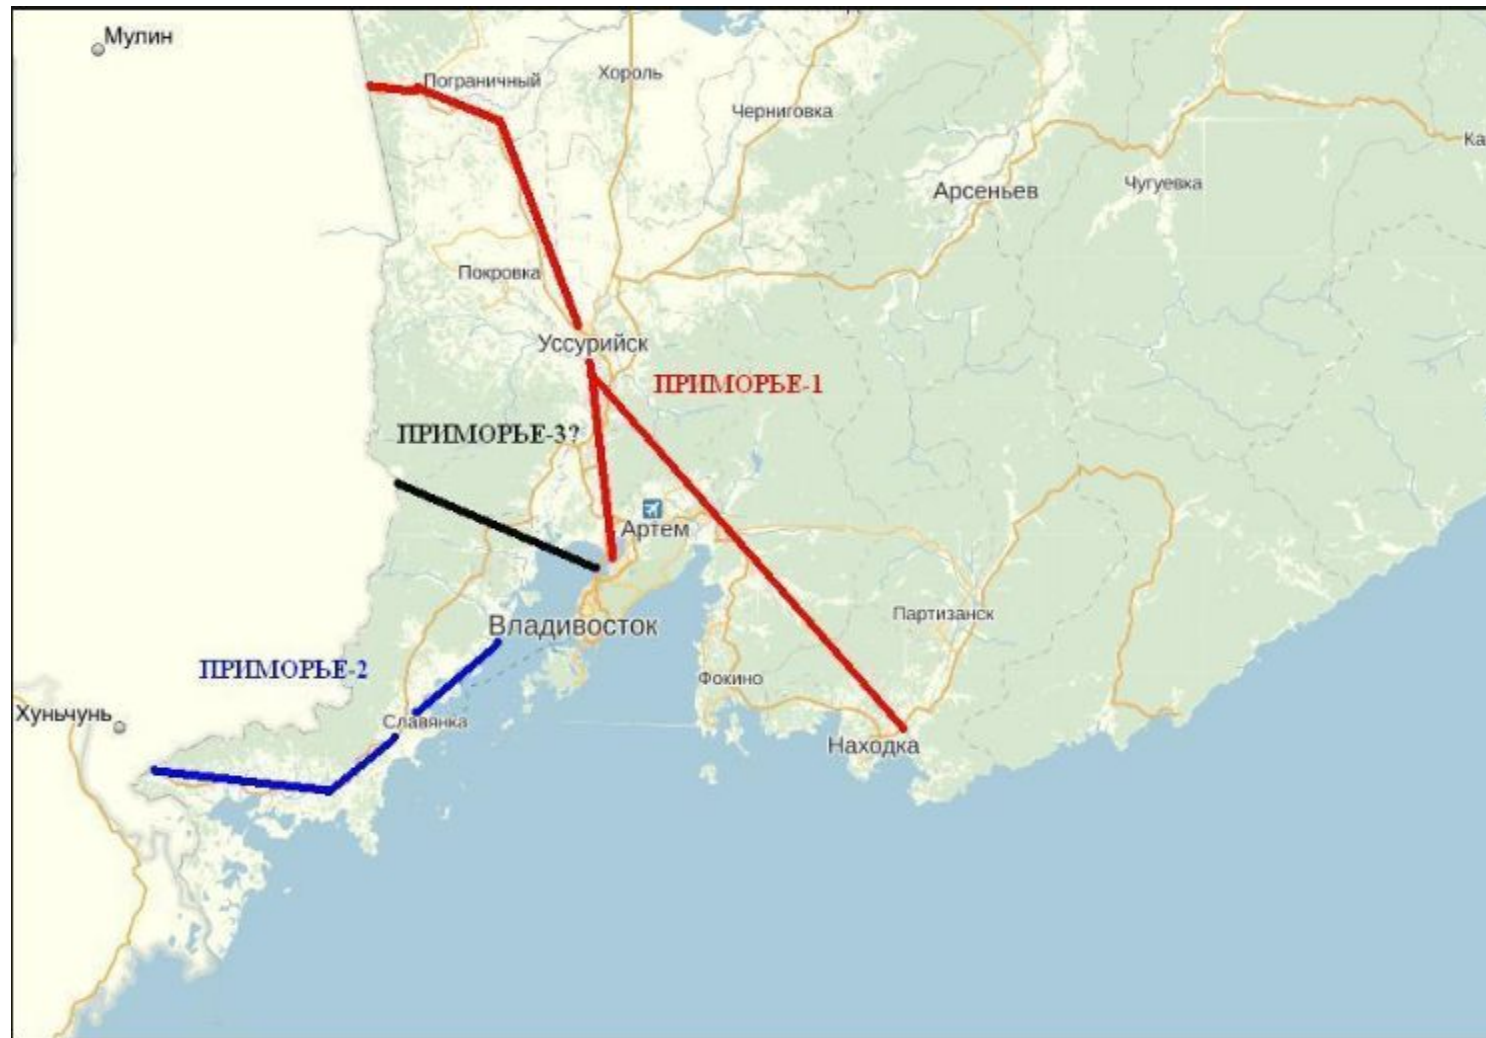 Мулин
Пограничный
Хороль
Черниговка
Ка
Арсеньев
Чугуевка
Покровка
Уссурийск
ПРИМОРЬЕ-1
ПРИМОРЬЕ-3?
Артем
Партизанск
Владивосток
ПРИМОРЬЕ-2
Фокино
Хуньчунь
Славянка
Находка